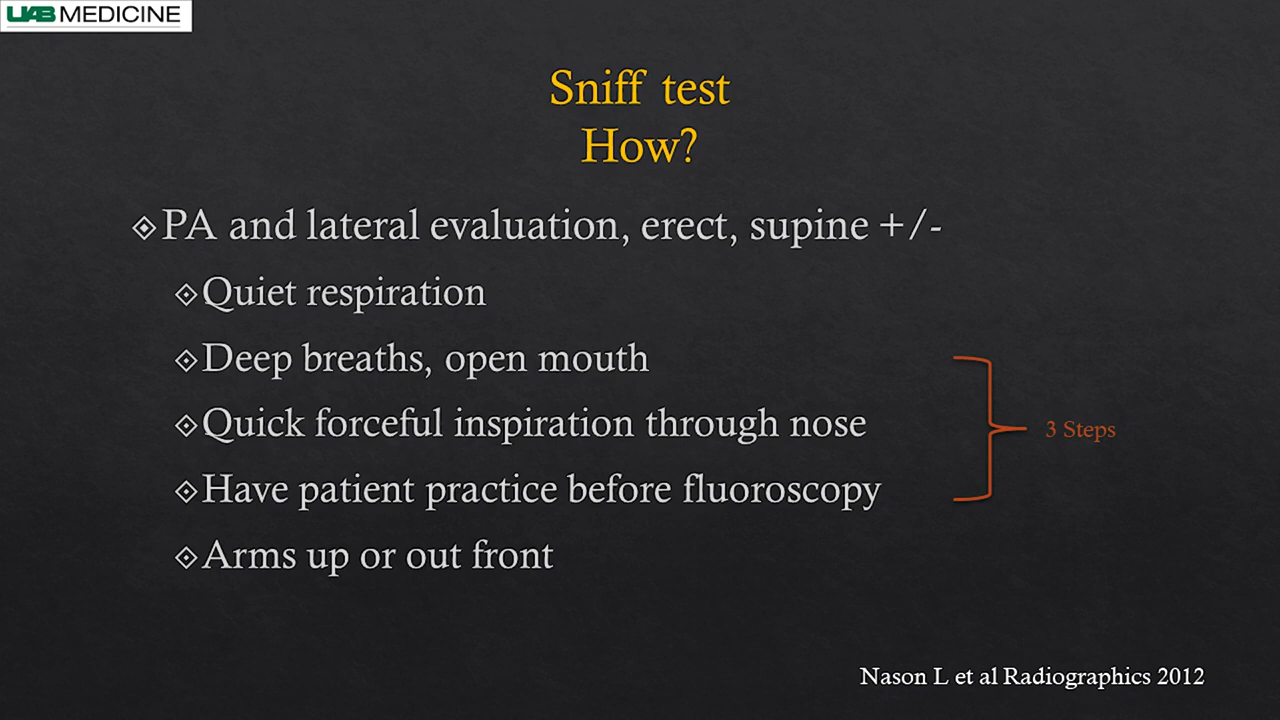 UAB MEDICINE
Sniff test
How?
PA and lateral evaluation, erect, supine +/-
Quiet respiration
Deep breaths, open mouth
Quick forceful inspiration through nose
3 Steps
Have patient practice before fluoroscopy
Arms up or out front
Nason L et al Radiographics 2012